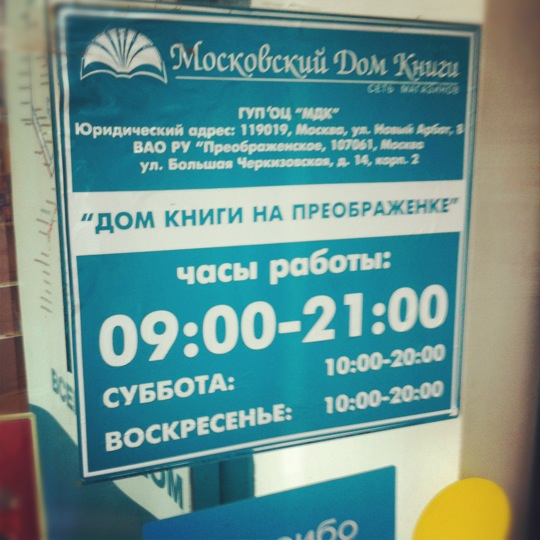 Московский Дом Книги
СЕТЬ МАГАЗИНОВ
ГУП "ОЦ "МДК"
Юридический адрес: 119019, Москва, ул. Новый Арбат, 8
ВАО РУ "Преображенское, 107061, Москва
ул. Большая Черкизовская, д. 14, корп. 2
"ДОМ КНИГИ НА ПРЕОБРАЖЕНКЕ"
часы работы:
09:00-21:00
СУББОТА: 10:00-20:00
ВОСКРЕСЕНЬЕ: 10:00-20:00